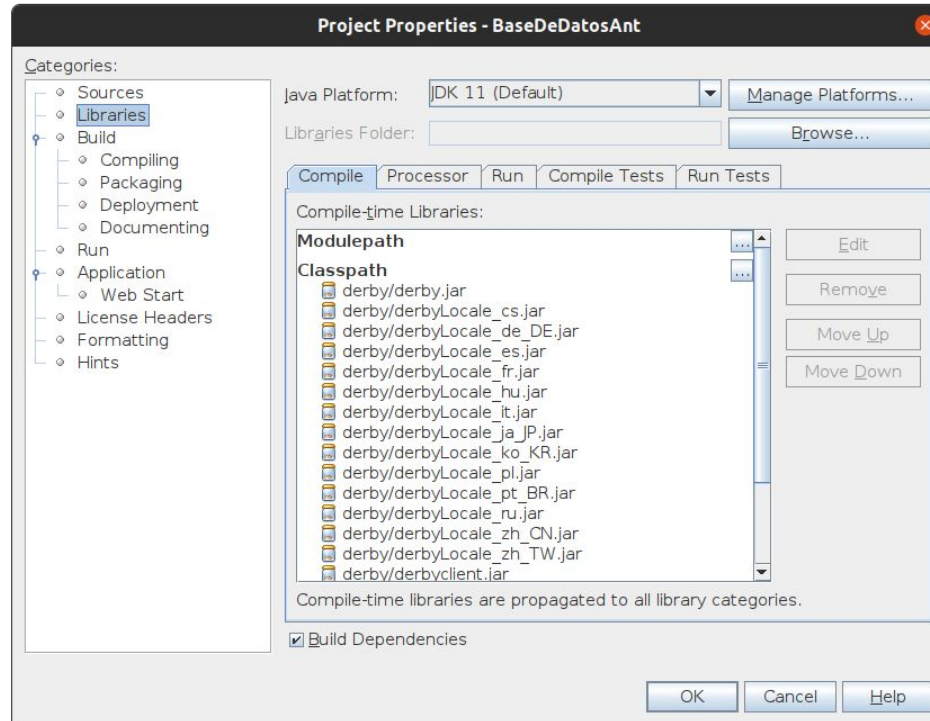 Project Properties - BaseDeDatosAnt
Categories:
Sources
Libraries
Build
Compiling
Packaging
Deployment
Documenting
Run
Application
Web Start
License Headers
Formatting
Hints
Java Platform:
JDK 11 (Default)
Manage Platforms...
Libraries Folder:
Browse...
Compile
Processor
Run
Compile Tests
Run Tests
Compile-time Libraries:
Modulepath
...
Classpath
...
derby/derby.jar
derby/derbyLocale_cs.jar
derby/derbyLocale_de_DE.jar
derby/derbyLocale_es.jar
derby/derbyLocale_fr.jar
derby/derbyLocale_hu.jar
derby/derbyLocale_it.jar
derby/derbyLocale_ja_JP.jar
derby/derbyLocale_ko_KR.jar
derby/derbyLocale_pl.jar
derby/derbyLocale_pt_BR.jar
derby/derbyLocale_ru.jar
derby/derbyLocale_zh_CN.jar
derby/derbyLocale_zh_TW.jar
derby/derbyclient.jar
Edit
Remove
Move Up
Move Down
Compile-time libraries are propagated to all library categories.
Build Dependencies
OK
Cancel
Help